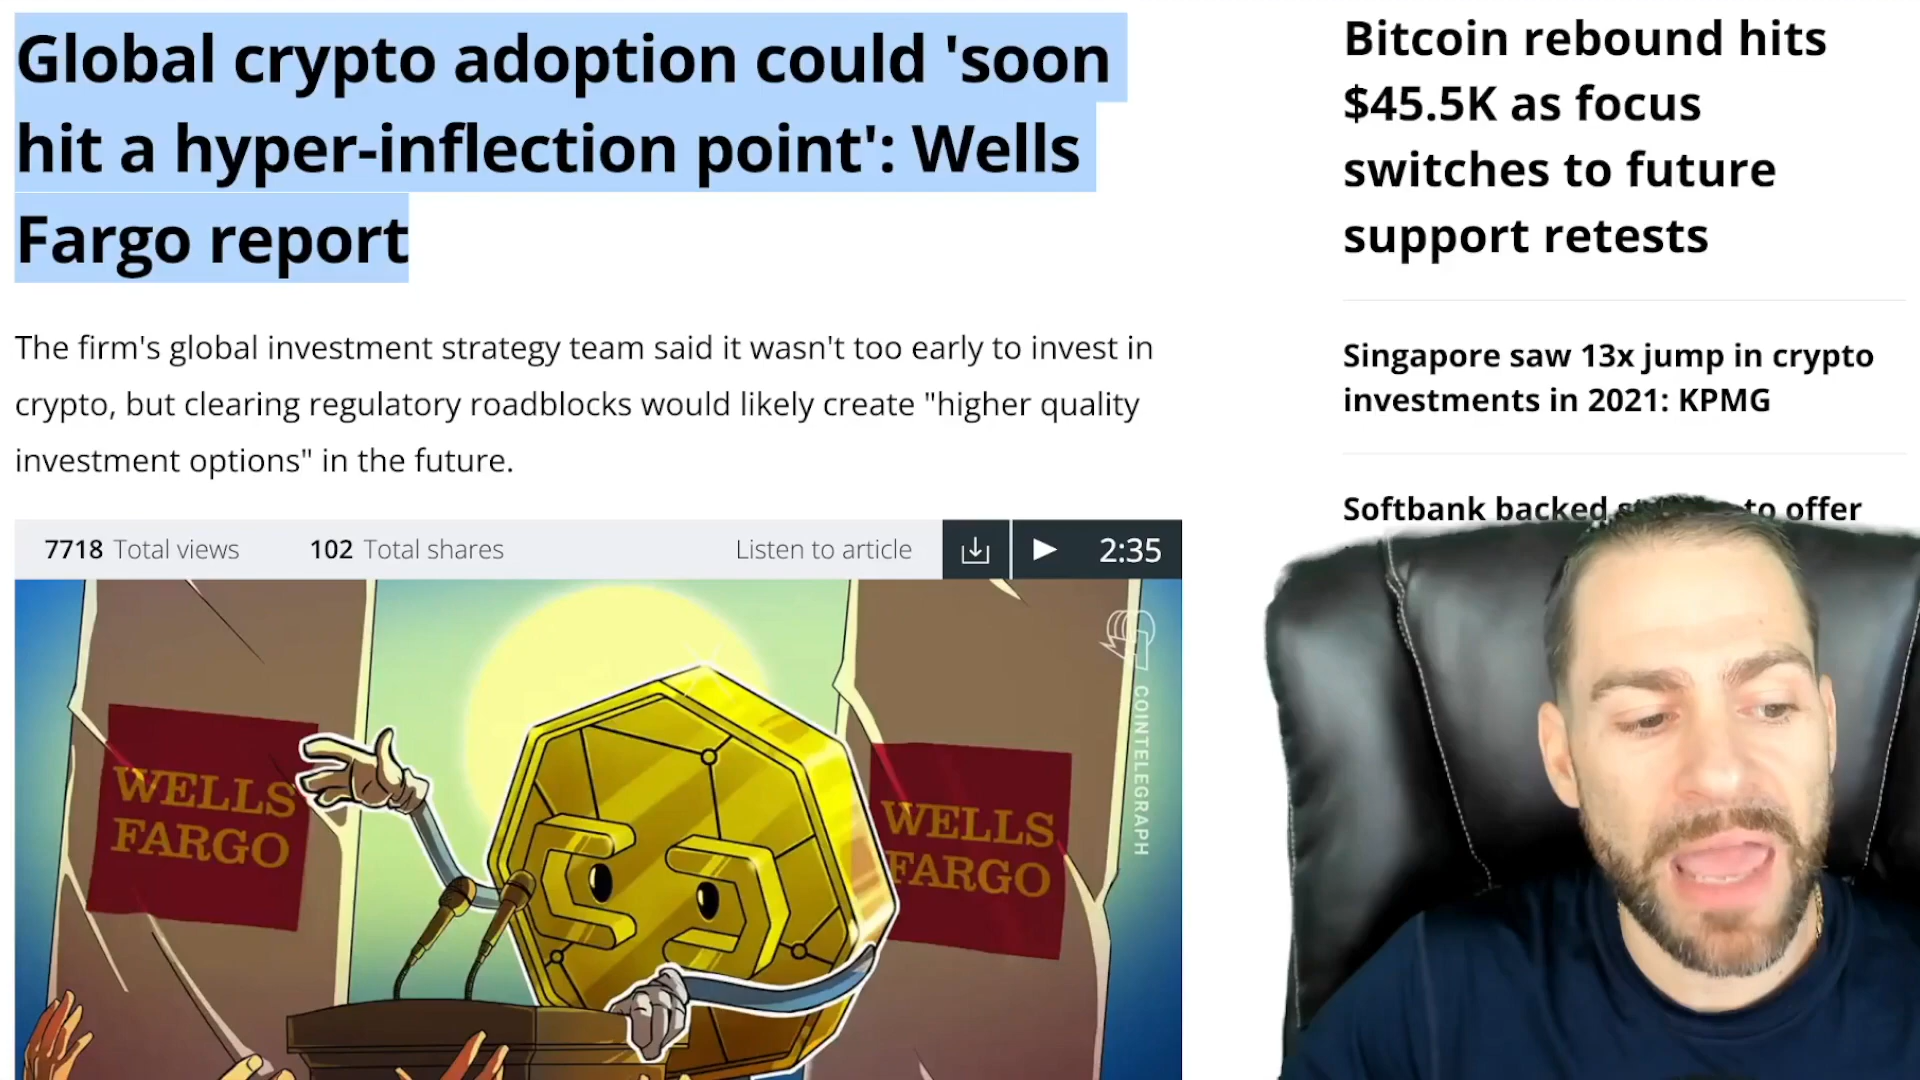 Global crypto adoption could 'soon
hit a hyper-inflection point': Wells
Fargo report
The firm's global investment strategy team said it wasn't too early to invest in
crypto, but clearing regulatory roadblocks would likely create "higher quality
investment options" in the future.
7718 Total views 102 Total shares Listen to article 2:35
WELLS
FARGO
WELLS
FARGO
COINTELEGRAPH
Bitcoin rebound hits
$45.5K as focus
switches to future
support retests
Singapore saw 13x jump in crypto
investments in 2021: KPMG
Softbank backed to offer